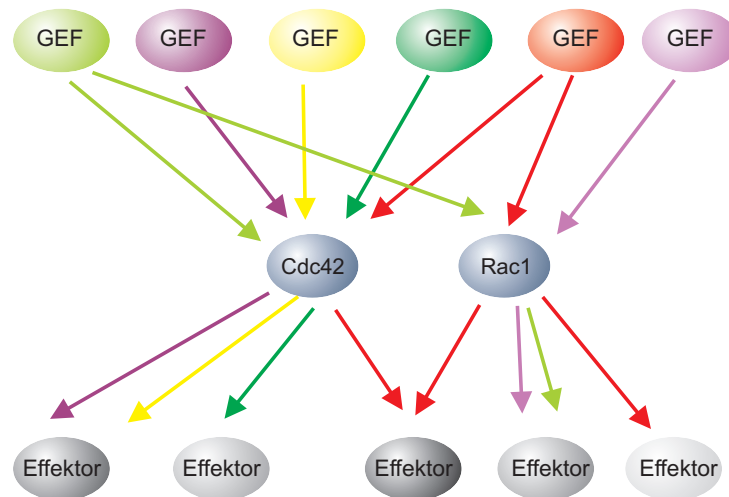 GEF GEF GEF GEF GEF GEF
Cdc42 Rac1
Effektor Effektor Effektor Effektor Effektor